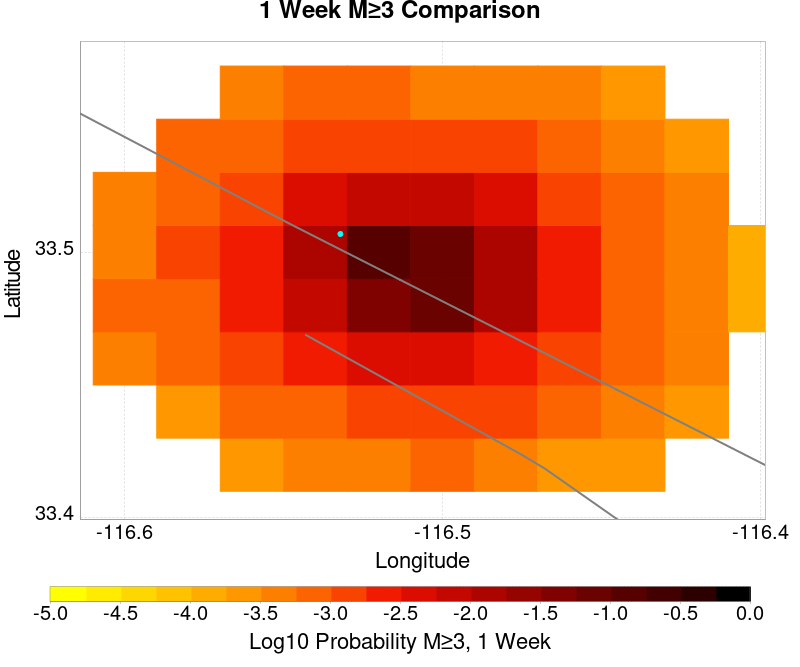 1 Week M≥3 Comparison
Latitude
33.5
33.4
-116.6 -116.5 -116.4
Longitude
-5.0 -4.5 -4.0 -3.5 -3.0 -2.5 -2.0 -1.5 -1.0 -0.5 0.0
Log10 Probability M≥3, 1 Week